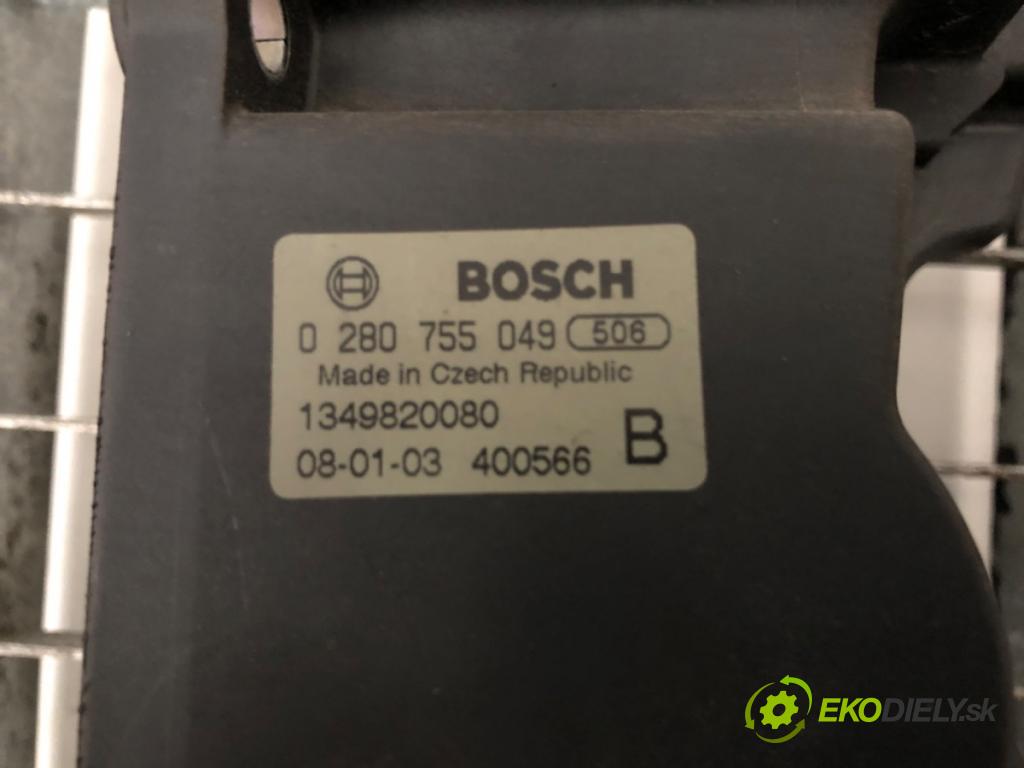 BOSCH
0 280 755 049 506
Made in Czech Republic
1349820080
B
08-01-03 400566
EKODIELY.sk